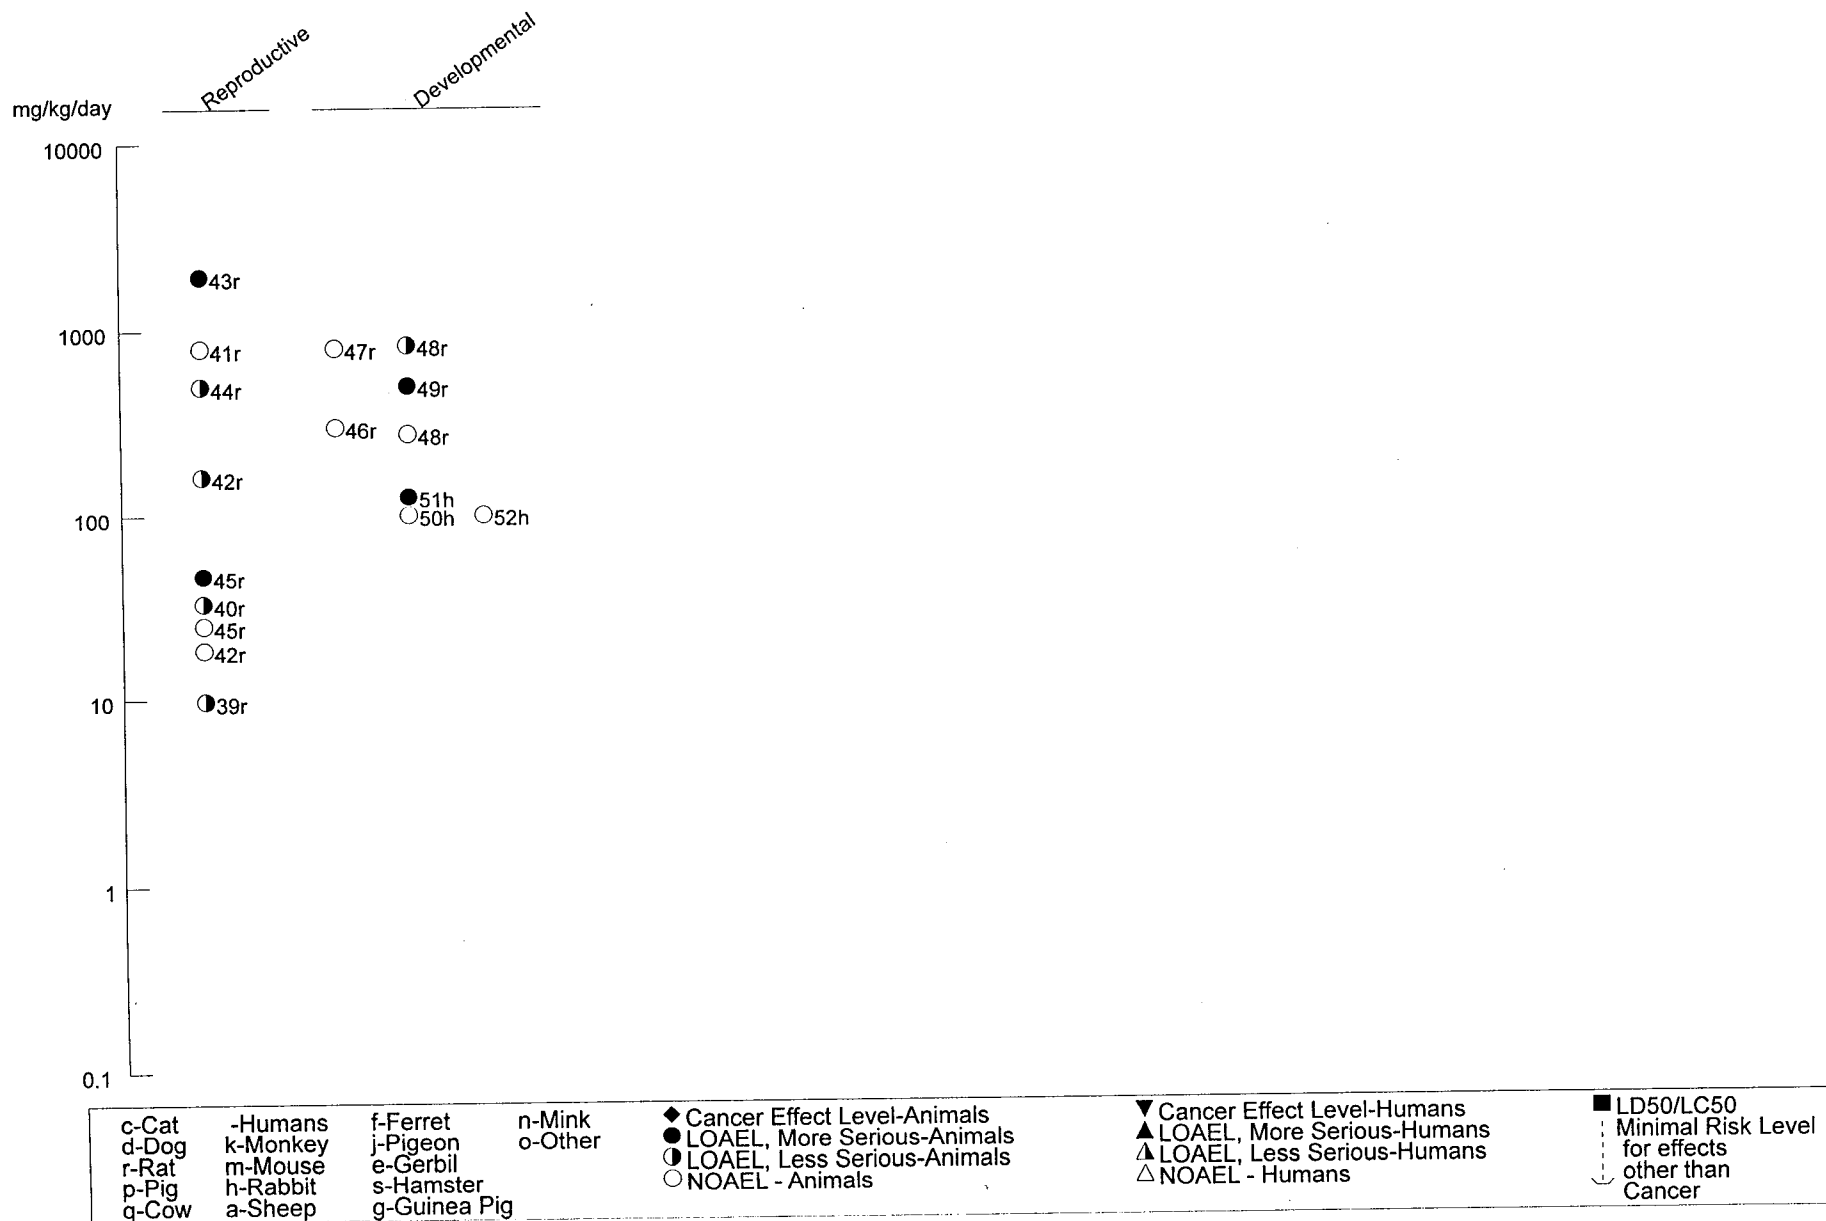 Reproductive
Developmental
mg/kg/day
10000
43r
1000
41r
47r
48r
44r
49r
46r
48r
42r
51h
100
50h
52h
45r
40r
45r
42r
10
39r
1
0.1
c-Cat -Humans f-Ferret n-Mink
d-Dog k-Monkey j-Pigeon o-Other
r-Rat m-Mouse e-Gerbil
p-Pig h-Rabbit s-Hamster
q-Cow a-Sheep g-Guinea Pig
Cancer Effect Level-Animals
LOAEL, More Serious-Animals
LOAEL, Less Serious-Animals
NOAEL - Animals
Cancer Effect Level-Humans
LOAEL, More Serious-Humans
LOAEL, Less Serious-Humans
NOAEL - Humans
LD50/LC50
Minimal Risk Level
for effects
other than
Cancer